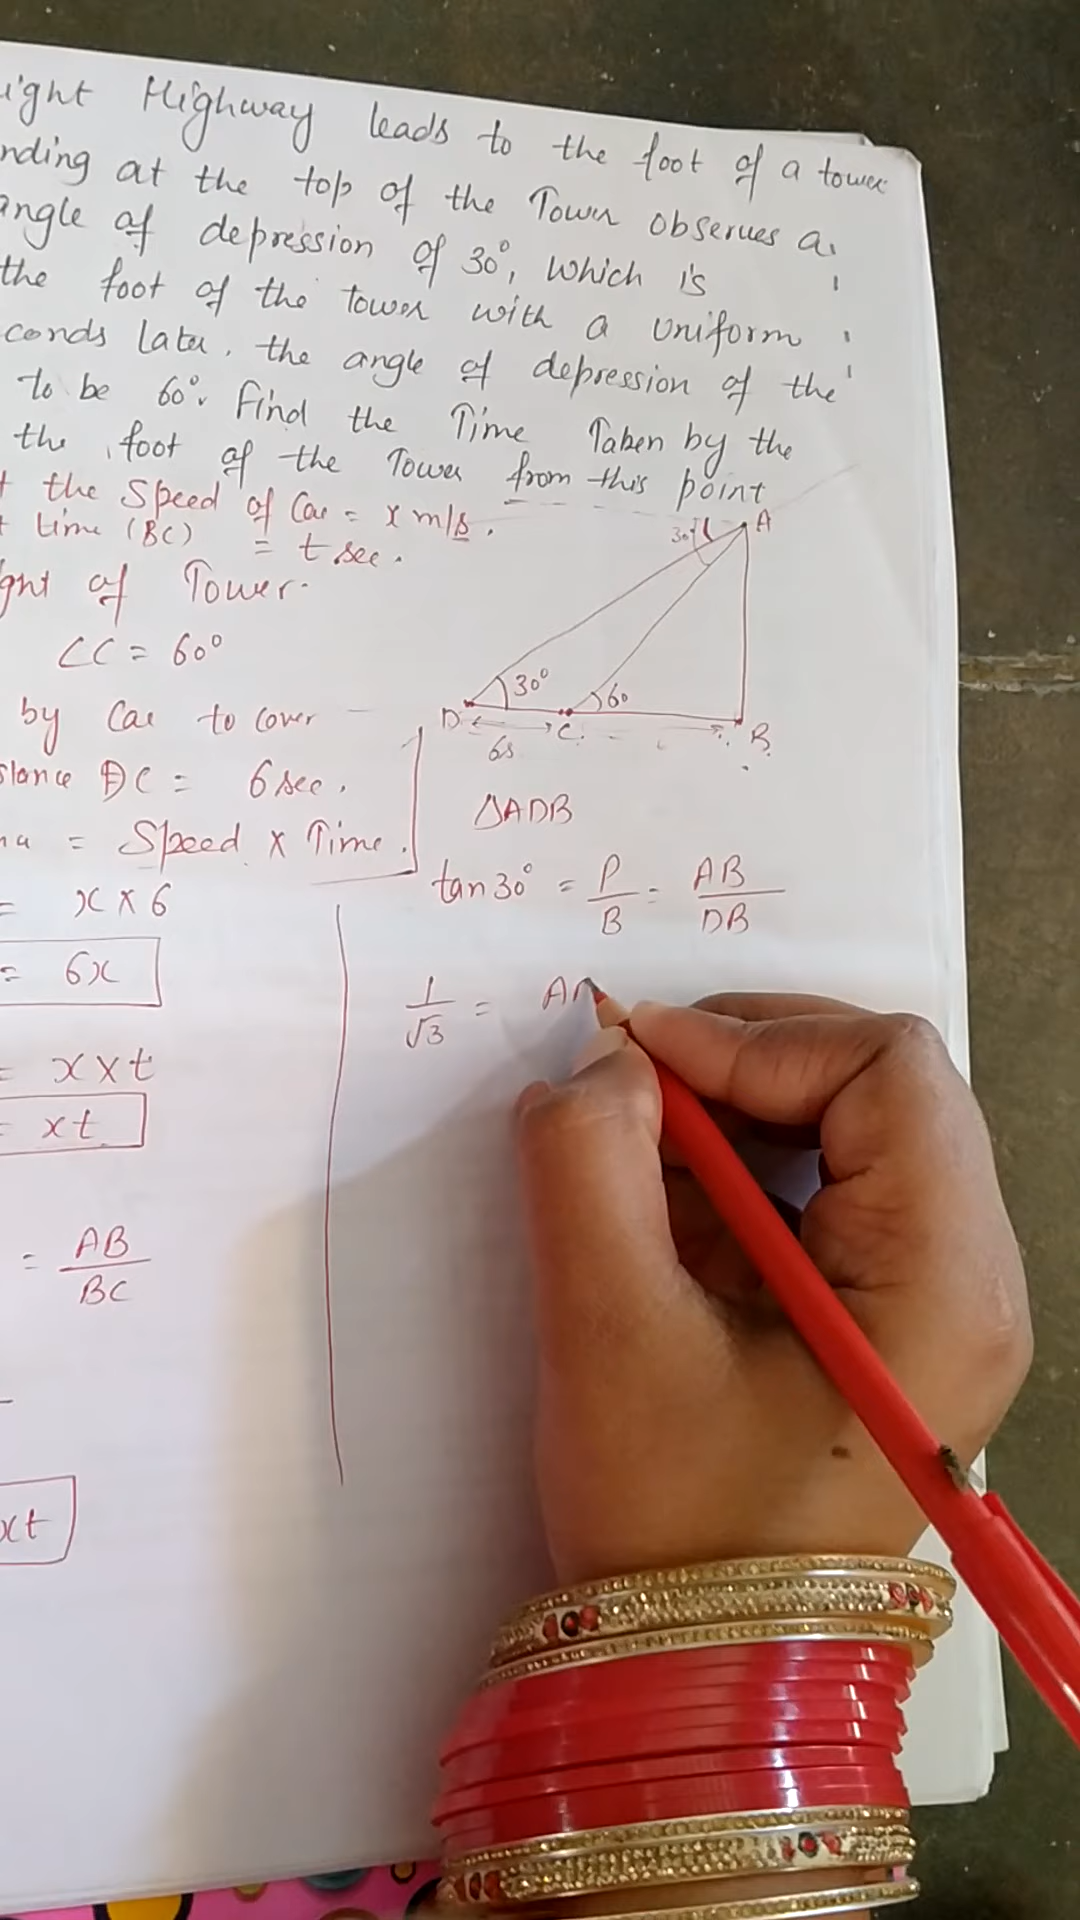 ight Highway leads to the foot of a tower
nding at the top of the Tower observes a
angle of depression of 30°, which is
the foot of the tower with a uniform
conds later, the angle of depression of the
to be 60°. Find the Time Taken by the
the foot of the Tower from this point
t the Speed of Car = x m/s.
t time (BC) = t sec.
ght of Tower.
∠C = 60°
by Car to cover
stance DC = 6 sec.
= Speed × Time.
= x × 6
= 6x
= x × t
= xt
= AB/BC
xt
A
30°
30°
60
D
C
B
6s
△ADB
tan 30° = P/B = AB/DB
1/√3 = A